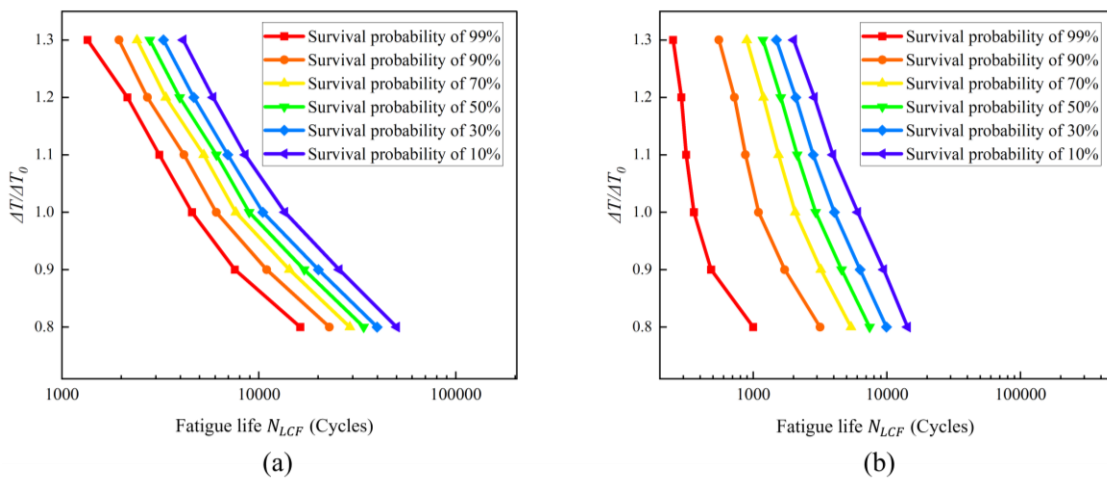 1.3
1.2
1.1
1.0
0.9
0.8
ΔT/ΔT₀
Survival probability of 99%
Survival probability of 90%
Survival probability of 70%
Survival probability of 50%
Survival probability of 30%
Survival probability of 10%
1000 10000 100000
Fatigue life N_LCF (Cycles)
(a)
1.3
1.2
1.1
1.0
0.9
0.8
ΔT/ΔT₀
Survival probability of 99%
Survival probability of 90%
Survival probability of 70%
Survival probability of 50%
Survival probability of 30%
Survival probability of 10%
1000 10000 100000
Fatigue life N_LCF (Cycles)
(b)